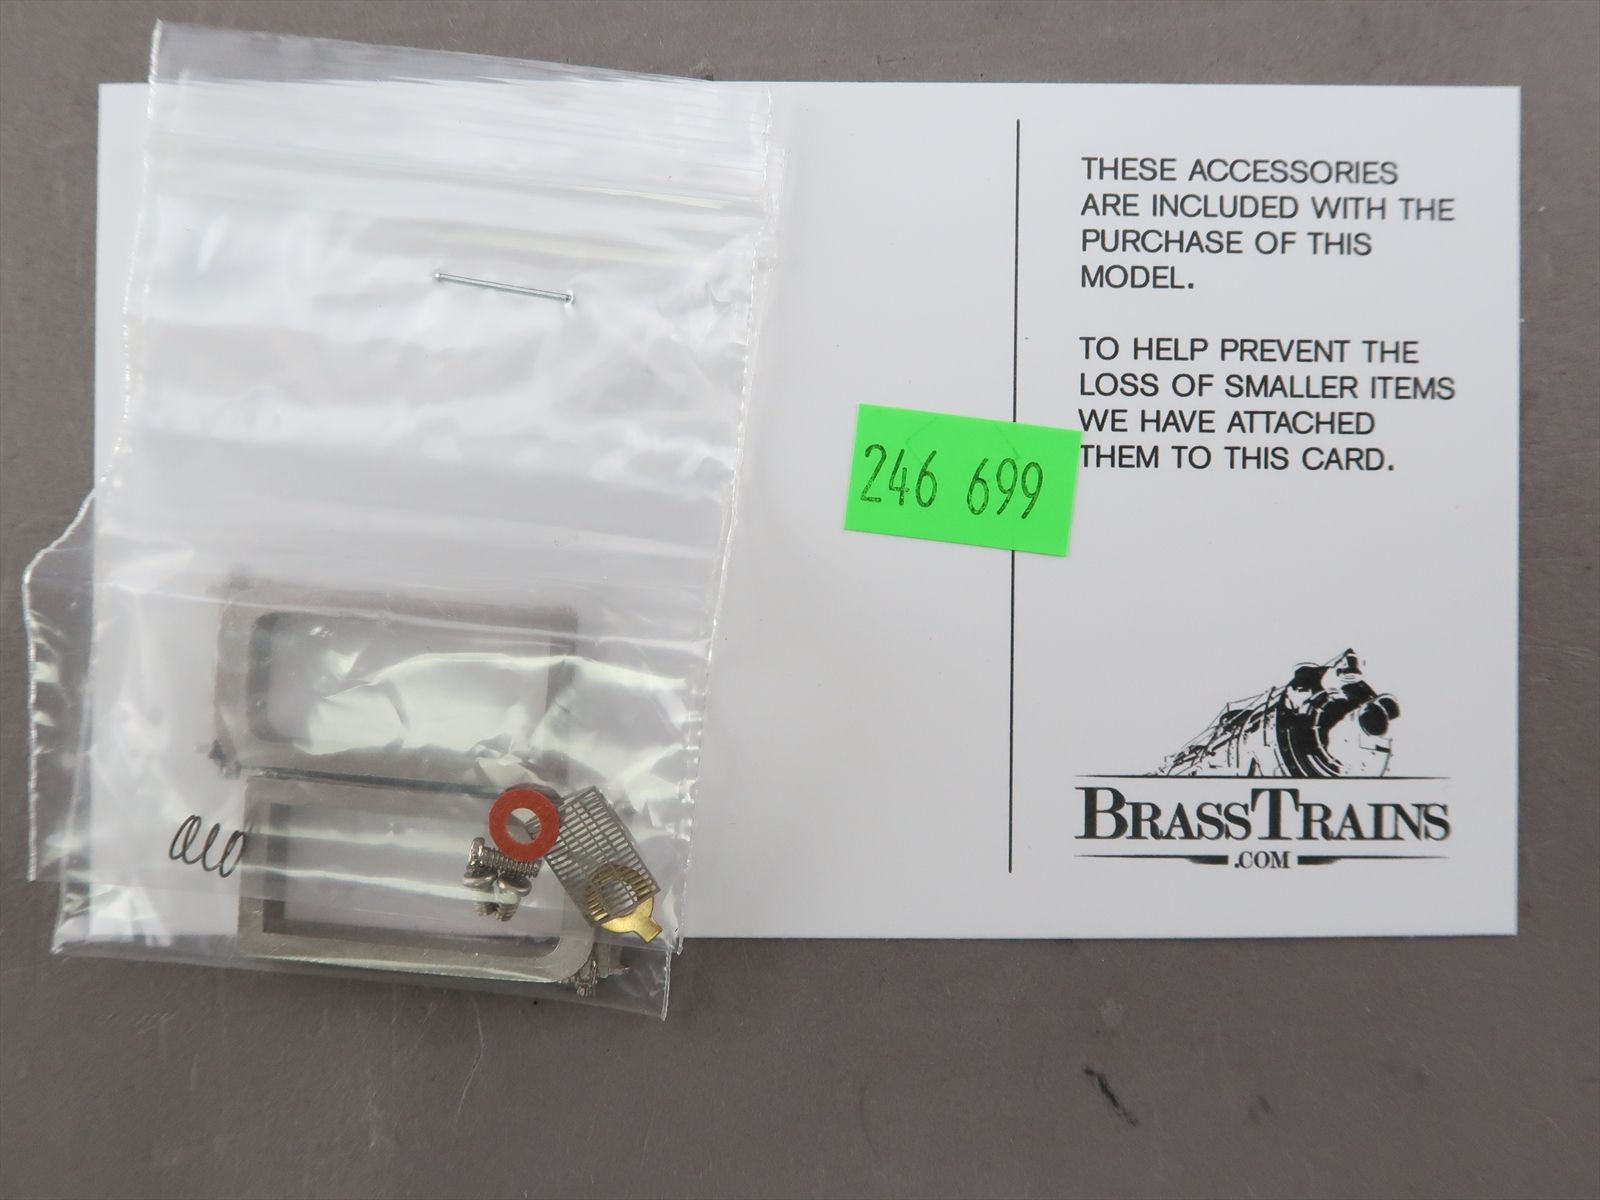 THESE ACCESSORIES
ARE INCLUDED WITH THE
PURCHASE OF THIS
MODEL.
TO HELP PREVENT THE
LOSS OF SMALLER ITEMS
WE HAVE ATTACHED
THEM TO THIS CARD.
246 699
BRASSTRAINS
.COM